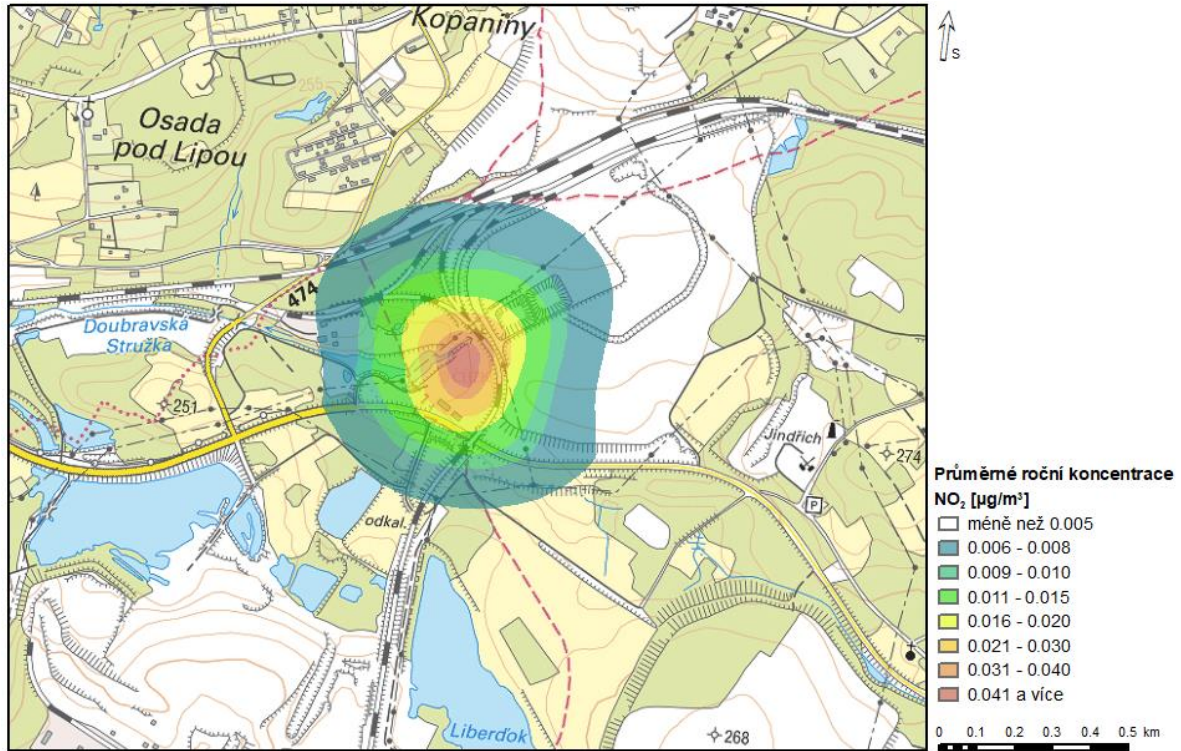 Kopaniny
S
255
Osada
pod Lipou
474
Doubravská
Stružka
251
Jindřich
274
P
odkal.
Liberdok
268
Průměrné roční koncentrace
NO₂ [µg/m³]
méně než 0.005
0.006 - 0.008
0.009 - 0.010
0.011 - 0.015
0.016 - 0.020
0.021 - 0.030
0.031 - 0.040
0.041 a více
0 0.1 0.2 0.3 0.4 0.5 km